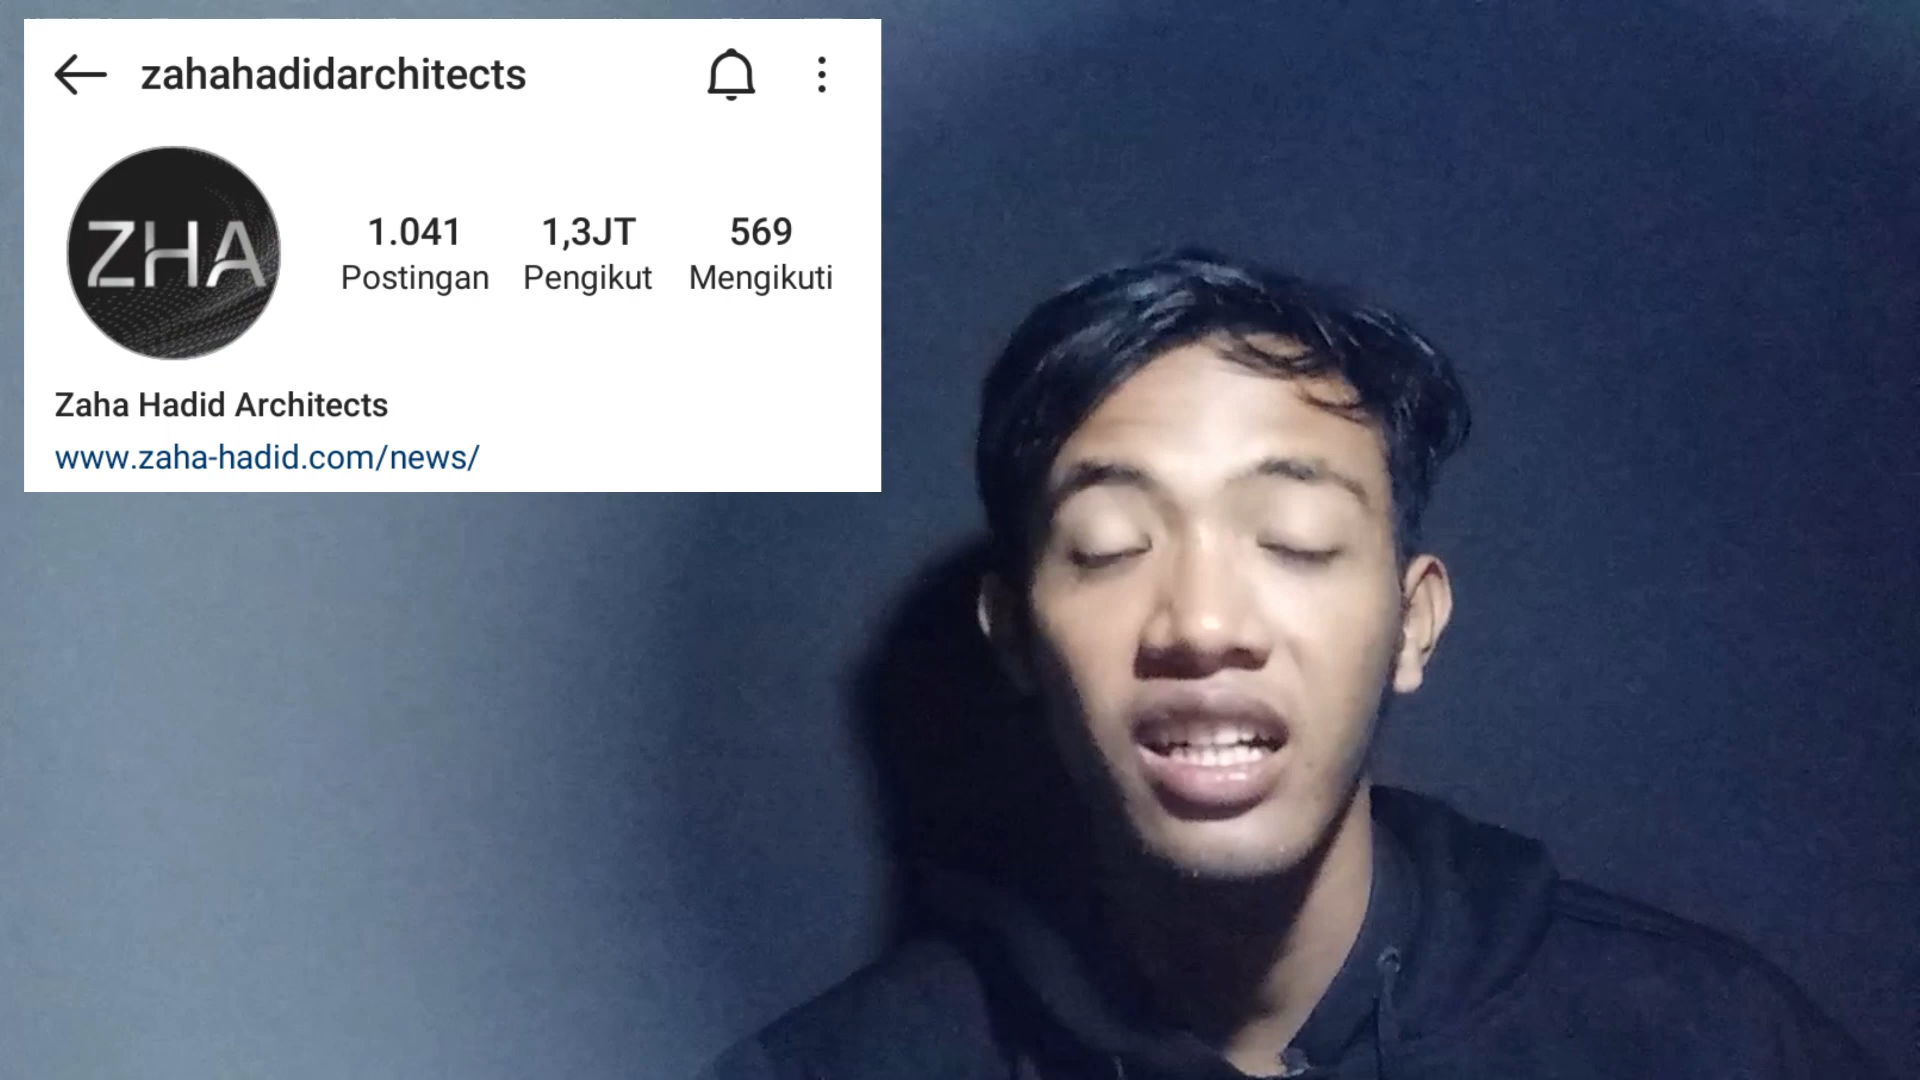 zahahadidarchitects
ZHA
1.041 1,3JT 569
Postingan Pengikut Mengikuti
Zaha Hadid Architects
www.zaha-hadid.com/news/